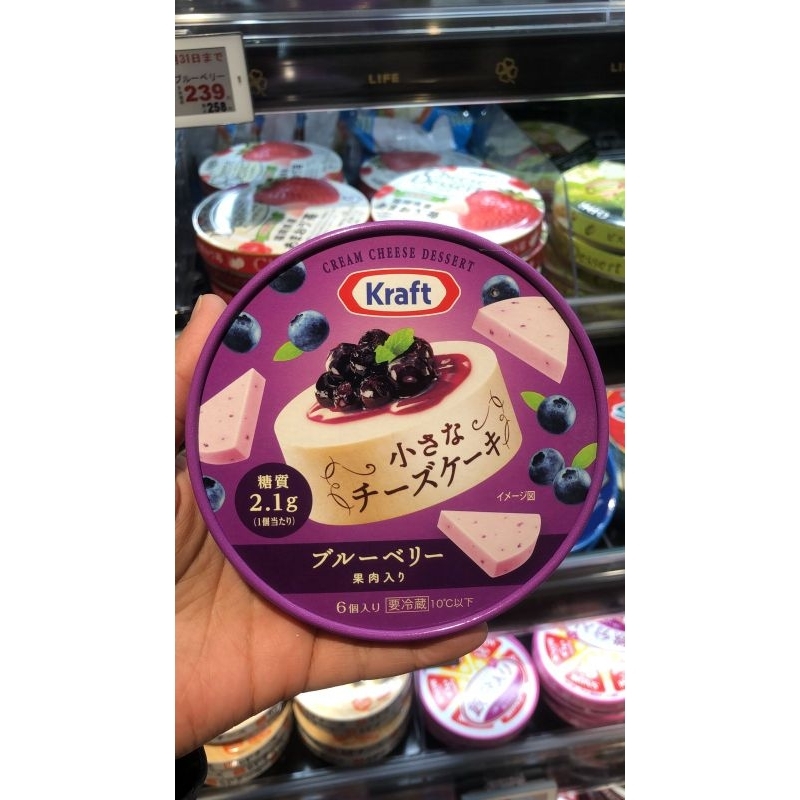 31日まで
ブルーベリー
239
258
LIFE
CREAM CHEESE DESSERT
Kraft
小さな
チーズケーキ
糖質
2.1g
(1個当たり)
イメージ図
ブルーベリー
果肉入り
6個入り 要冷蔵 10℃以下
Dessert